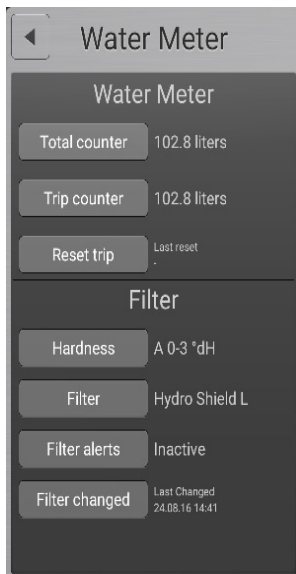 Water Meter
Water Meter
Total counter 102.8 liters
Trip counter 102.8 liters
Reset trip Last reset
-
Filter
Hardness A 0-3 °dH
Filter Hydro Shield L
Filter alerts Inactive
Filter changed Last Changed
24.08.16 14:41